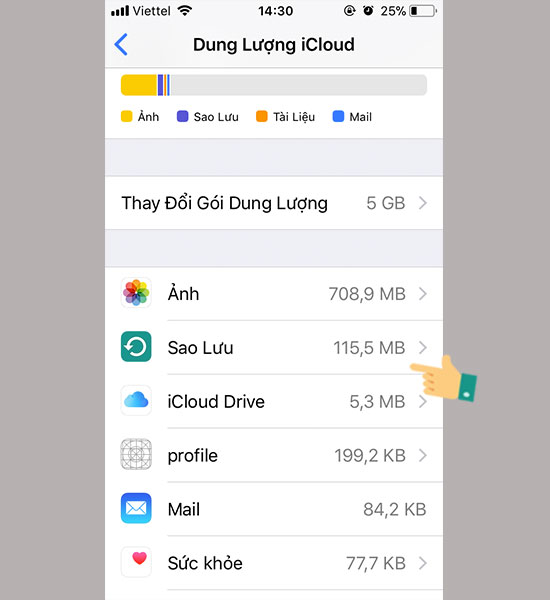 Viettel 14:30 25%
Dung Lượng iCloud
Ảnh Sao Lưu Tài Liệu Mail
Thay Đổi Gói Dung Lượng 5 GB
Ảnh 708,9 MB
Sao Lưu 115,5 MB
iCloud Drive 5,3 MB
profile 199,2 KB
Mail 84,2 KB
Sức khỏe 77,7 KB